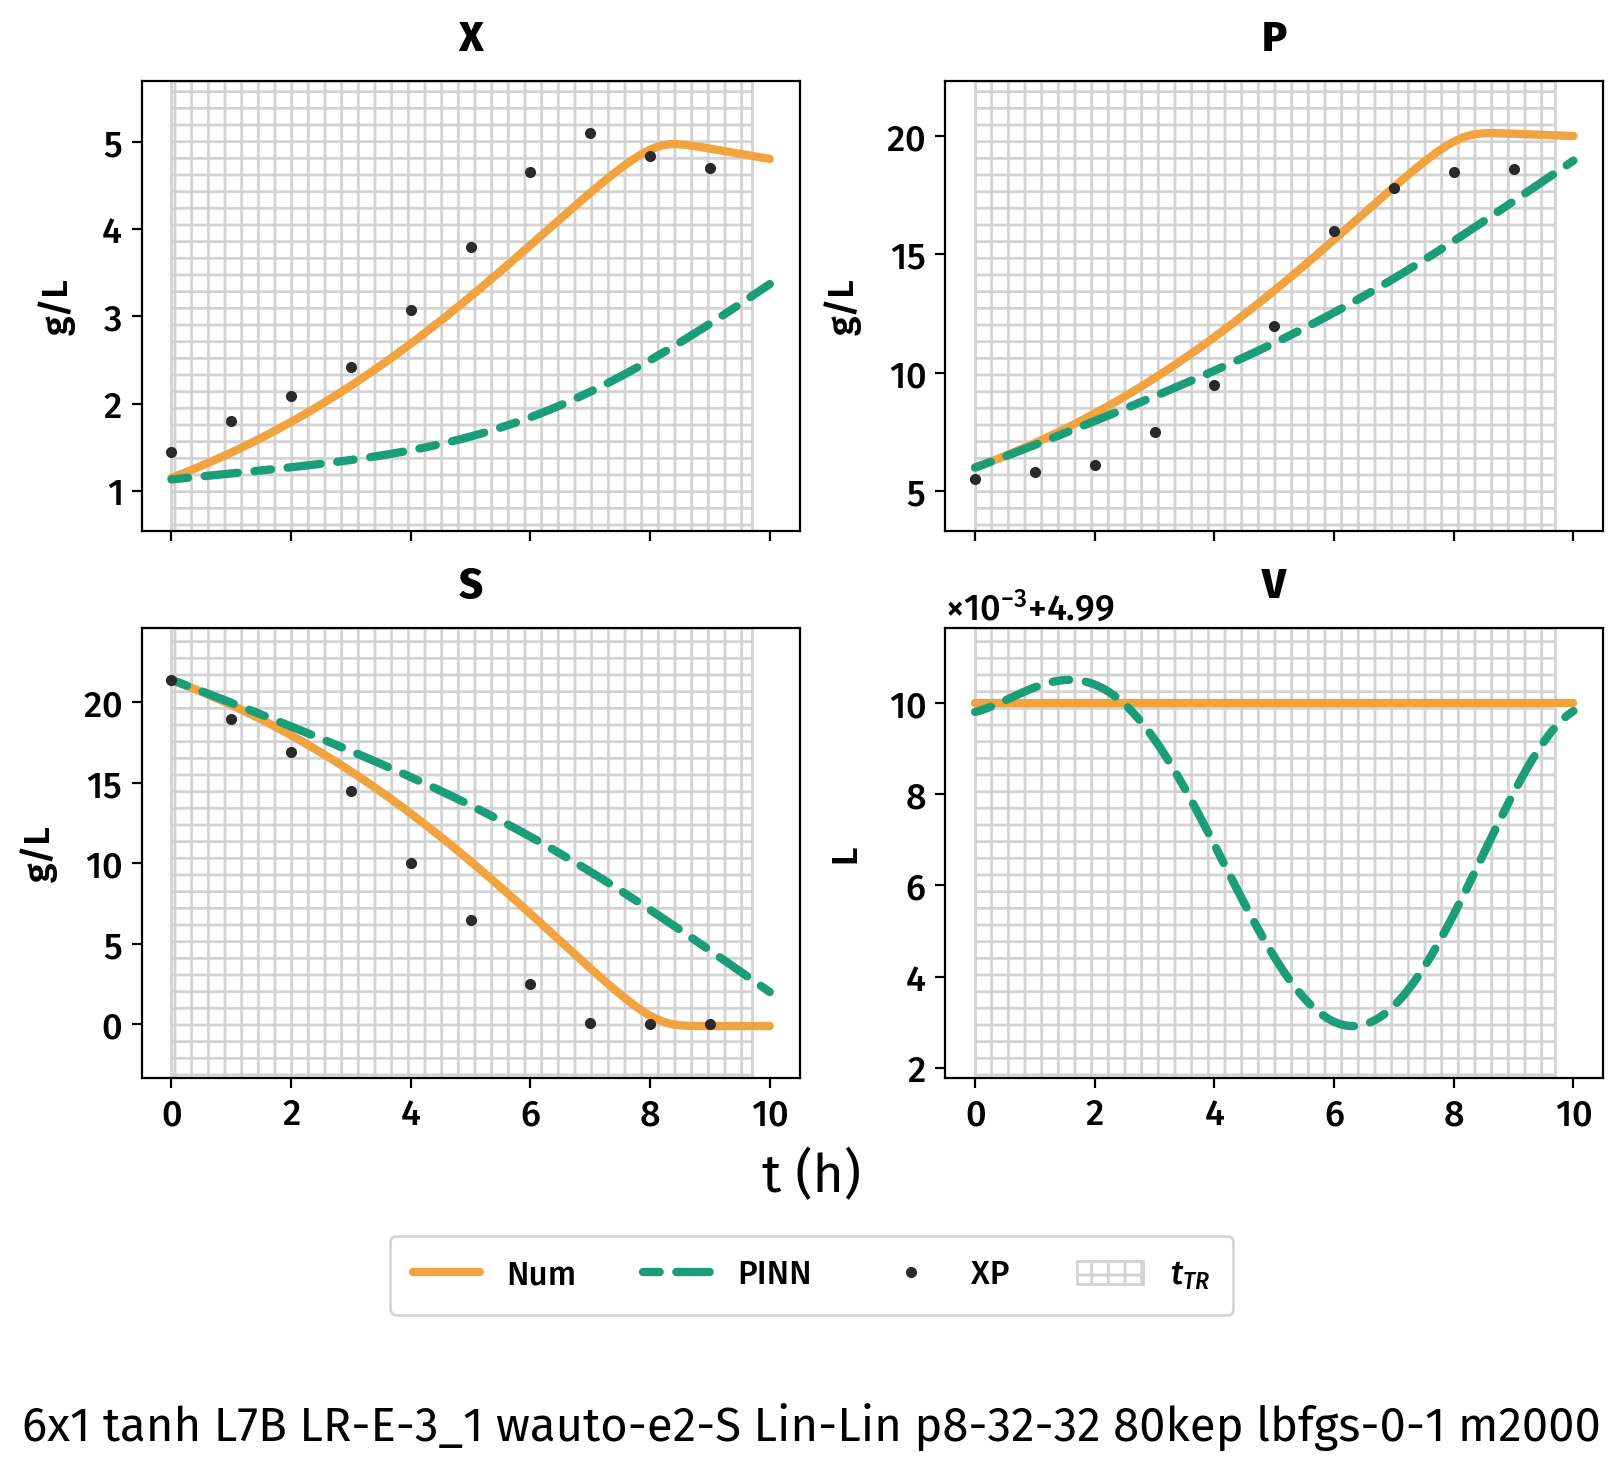 X
P
5
4
3
2
1
g/L
20
15
10
5
g/L
S
V
×10⁻³+4.99
20
15
10
5
0
g/L
10
8
6
4
2
L
0 2 4 6 8 10
0 2 4 6 8 10
t (h)
Num PINN XP t_TR
6x1 tanh L7B LR-E-3_1 wauto-e2-S Lin-Lin p8-32-32 80kep lbfgs-0-1 m2000